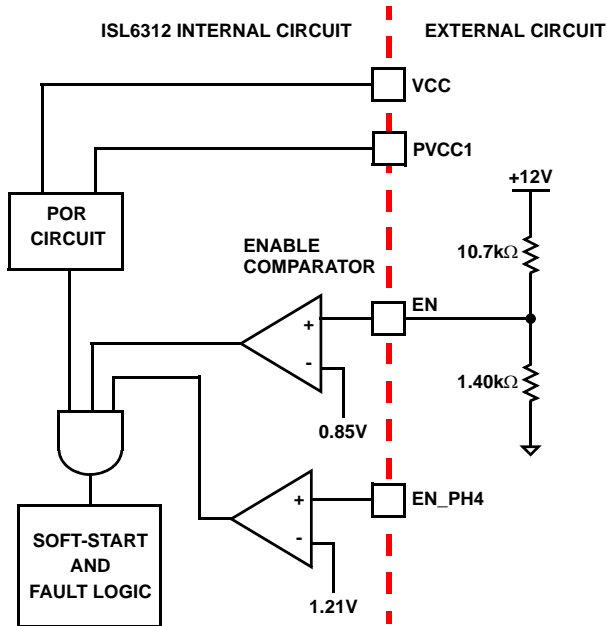 ISL6312 INTERNAL CIRCUIT
EXTERNAL CIRCUIT
VCC
PVCC1
+12V
POR
CIRCUIT
10.7kΩ
ENABLE
COMPARATOR
EN
+
-
1.40kΩ
0.85V
EN_PH4
+
-
SOFT-START
AND
FAULT LOGIC
1.21V